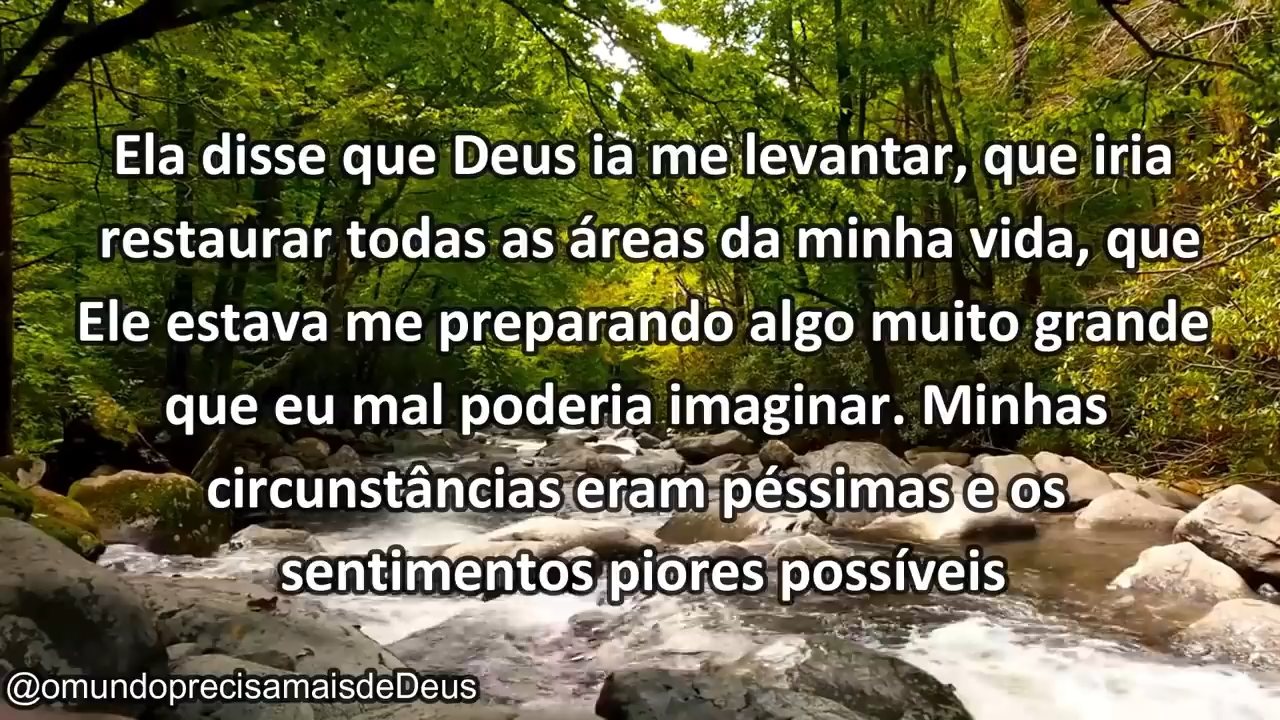 Ela disse que Deus ia me levantar, que iria
restaurar todas as áreas da minha vida, que
Ele estava me preparando algo muito grande
que eu mal poderia imaginar. Minhas
circunstâncias eram péssimas e os
sentimentos piores possíveis
@omundoprecisamaisdeDeus